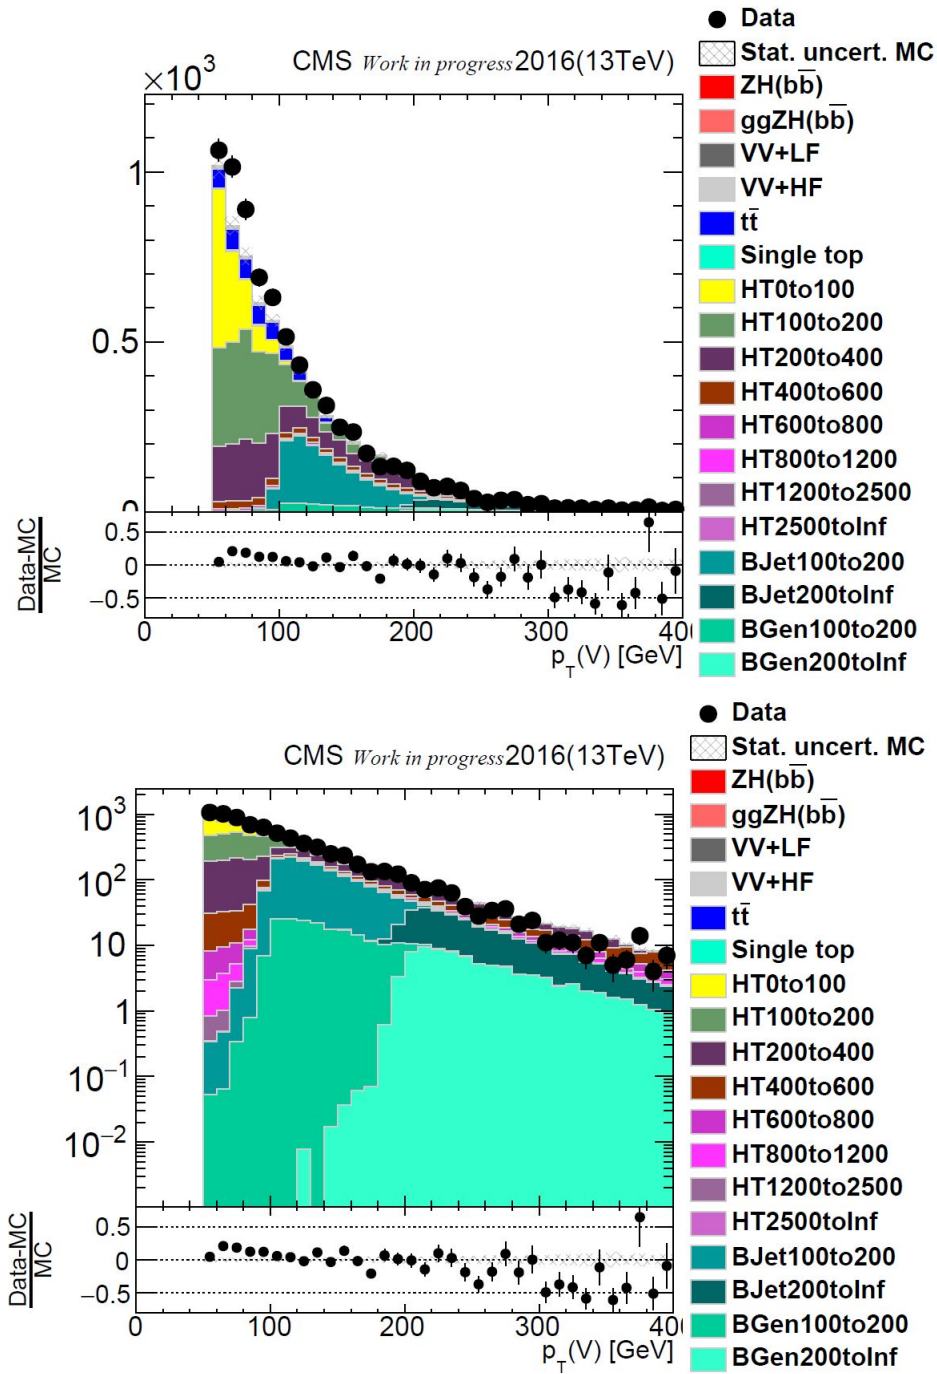 Data
CMS Work in progress 2016(13TeV)
Stat. uncert. MC
×10³
ZH(bb̅)
ggZH(bb̅)
VV+LF
VV+HF
tt̅
Single top
HT0to100
HT100to200
HT200to400
HT400to600
HT600to800
HT800to1200
HT1200to2500
HT2500toInf
BJet100to200
BJet200toInf
BGen100to200
BGen200toInf
1
0.5
0
Data-MC
MC
0.5
0
−0.5
0 100 200 300 400
p_T(V) [GeV]
Data
CMS Work in progress 2016(13TeV)
Stat. uncert. MC
ZH(bb̅)
ggZH(bb̅)
VV+LF
VV+HF
tt̅
Single top
HT0to100
HT100to200
HT200to400
HT400to600
HT600to800
HT800to1200
HT1200to2500
HT2500toInf
BJet100to200
BJet200toInf
BGen100to200
BGen200toInf
10³
10²
10
1
10⁻¹
10⁻²
Data-MC
MC
0.5
0
−0.5
0 100 200 300 400
p_T(V) [GeV]